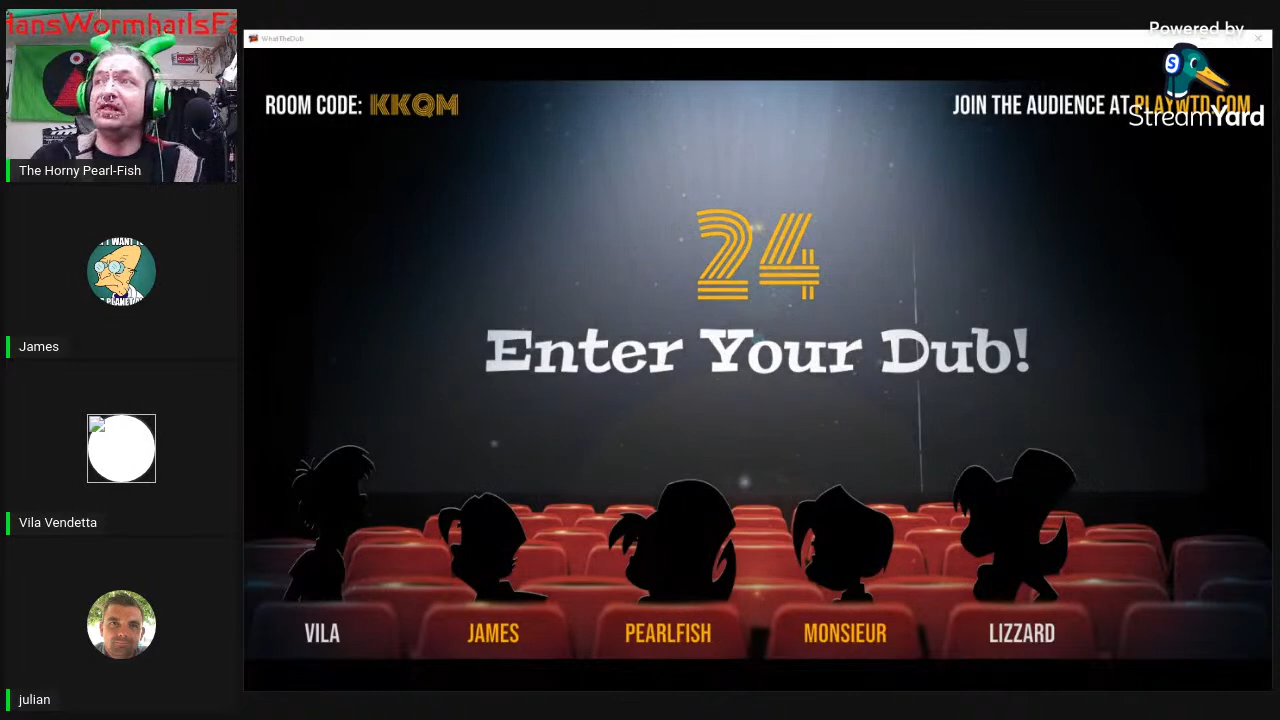 WhatTheDub
Powered by
StreamYard
ROOM CODE: KKQM
JOIN THE AUDIENCE AT PLAYWTD.COM
24
Enter Your Dub!
VILA
JAMES
PEARLFISH
MONSIEUR
LIZZARD
The Horny Pearl-Fish
James
Vila Vendetta
julian